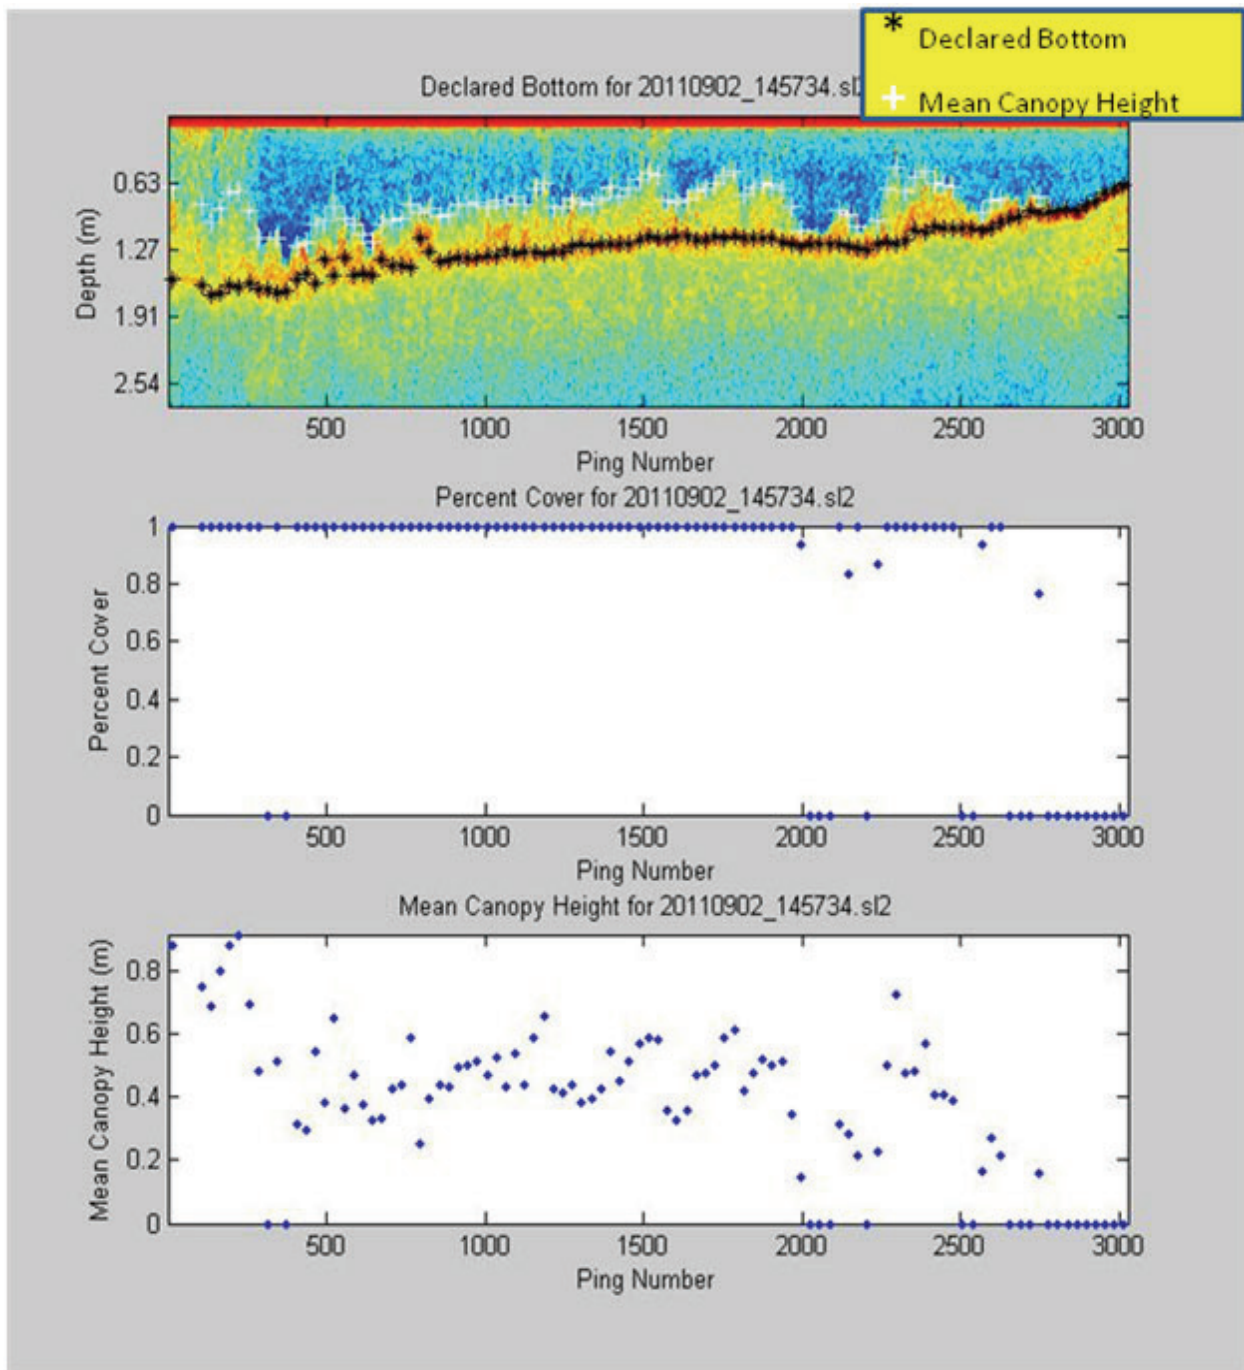 * Declared Bottom
+ Mean Canopy Height
Declared Bottom for 20110902_145734.sl2
0.63
1.27
1.91
2.54
Depth (m)
500 1000 1500 2000 2500 3000
Ping Number
Percent Cover for 20110902_145734.sl2
1
0.8
0.6
0.4
0.2
0
Percent Cover
500 1000 1500 2000 2500 3000
Ping Number
Mean Canopy Height for 20110902_145734.sl2
0.8
0.6
0.4
0.2
0
Mean Canopy Height (m)
500 1000 1500 2000 2500 3000
Ping Number